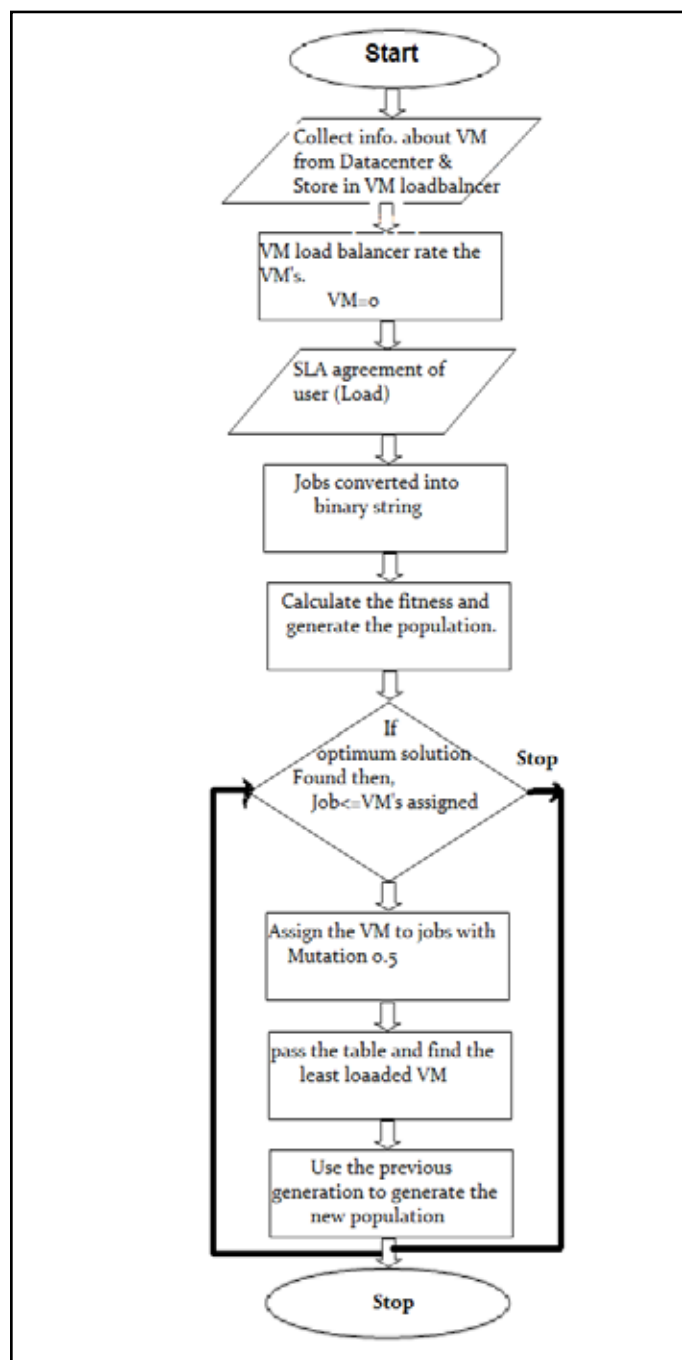 Start
Collect info. about VM
from Datacenter &
Store in VM loadbalncer
VM load balancer rate the
VM's.
VM=0
SLA agreement of
user (Load)
Jobs converted into
binary string
Calculate the fitness and
generate the population.
If
optimum solution
Found then,
Job<=VM's assigned
Stop
Assign the VM to jobs with
Mutation 0.5
pass the table and find the
least loaaded VM
Use the previous
generation to generate the
new population
Stop